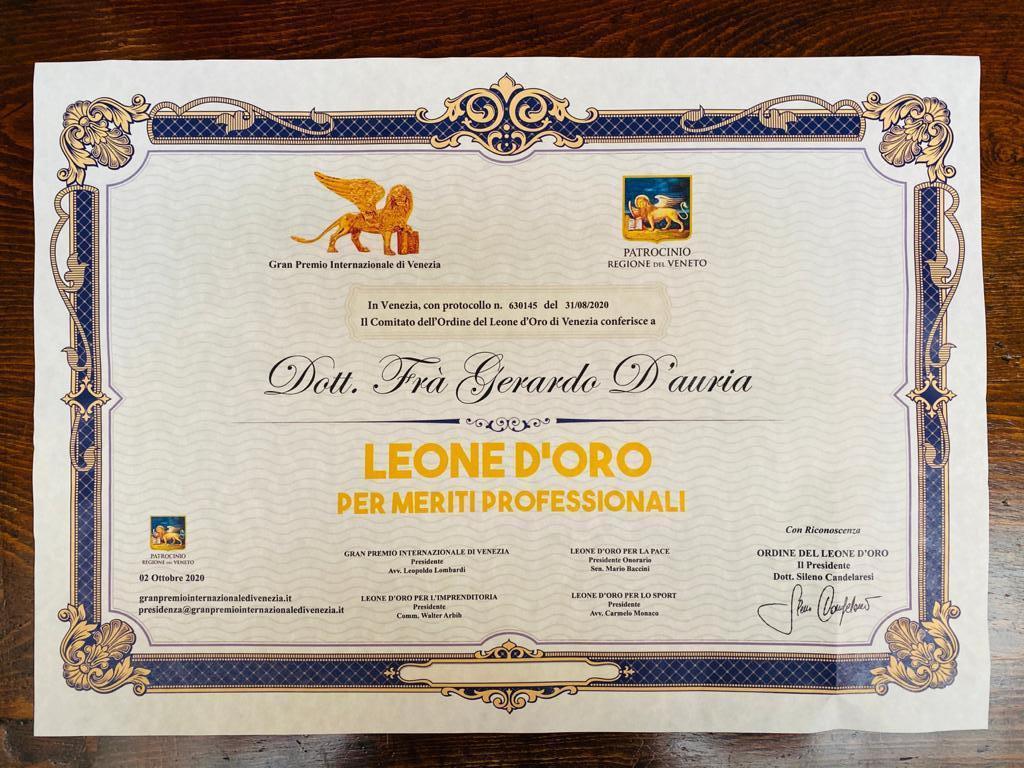 Gran Premio Internazionale di Venezia
PATROCINIO
REGIONE DEL VENETO
In Venezia, con protocollo n. 630145 del 31/08/2020
Il Comitato dell'Ordine del Leone d'Oro di Venezia conferisce a
Dott. Frà Gerardo D'auria
LEONE D'ORO
PER MERITI PROFESSIONALI
PATROCINIO
REGIONE DEL VENETO
02 Ottobre 2020
granpremiointernazionaledivenezia.it
presidenza@granpremiointernazionaledivenezia.it
GRAN PREMIO INTERNAZIONALE DI VENEZIA
Presidente
Avv. Leopoldo Lombardi
LEONE D'ORO PER L'IMPRENDITORIA
Presidente
Comm. Walter Arbib
LEONE D'ORO PER LA PACE
Presidente Onorario
Sen. Mario Baccini
LEONE D'ORO PER LO SPORT
Presidente
Avv. Carmelo Monaco
Con Riconoscenza
ORDINE DEL LEONE D'ORO
Il Presidente
Dott. Sileno Candelaresi